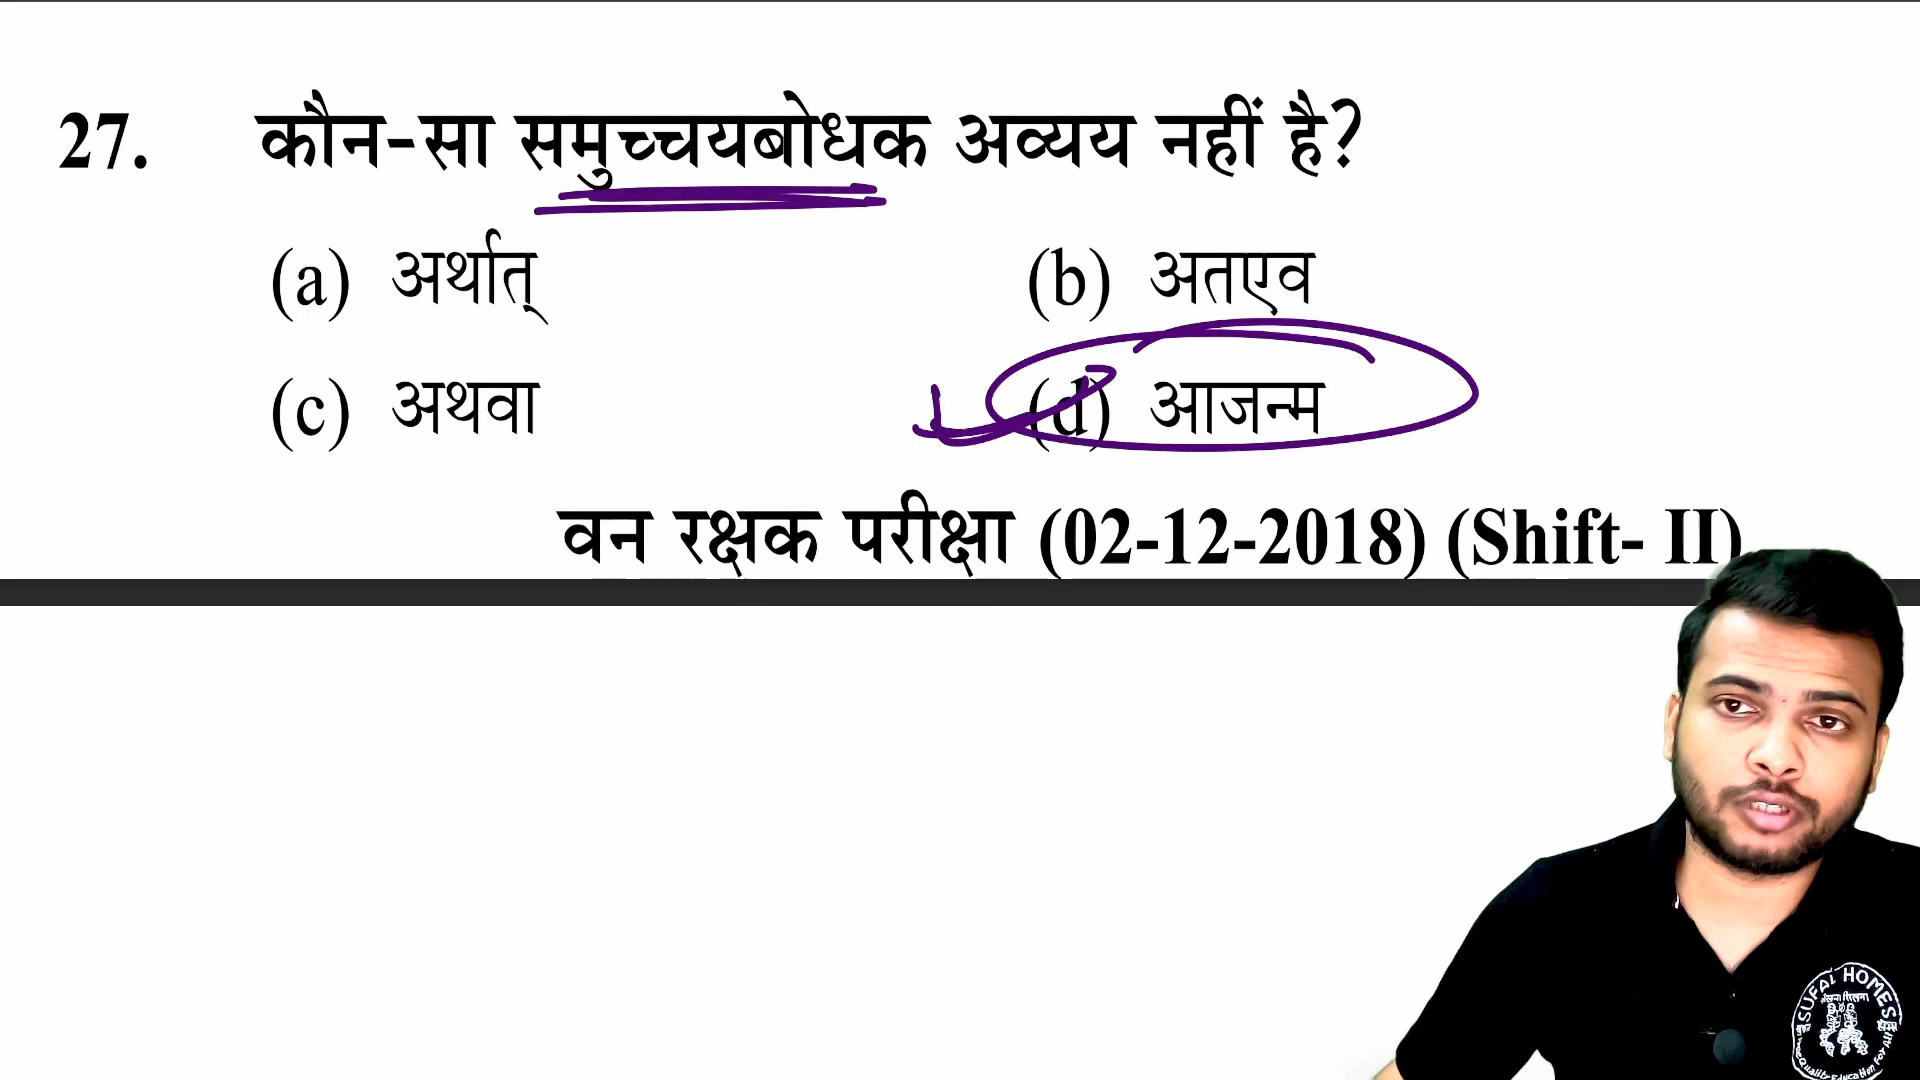 27. कौन-सा समुच्चयबोधक अव्यय नहीं है?
(a) अर्थात् (b) अतएव
(c) अथवा (d) आजन्म
वन रक्षक परीक्षा (02-12-2018) (Shift- II)
SUFAL HOMES